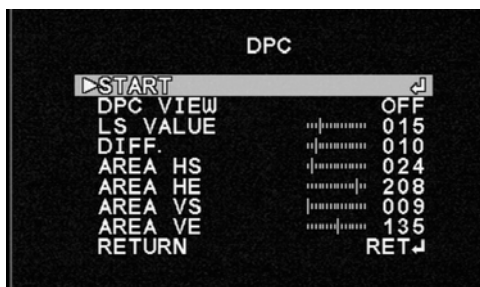 DPC
START ↲
DPC VIEW OFF
LS VALUE 015
DIFF. 010
AREA HS 024
AREA HE 208
AREA VS 009
AREA VE 135
RETURN RET↲